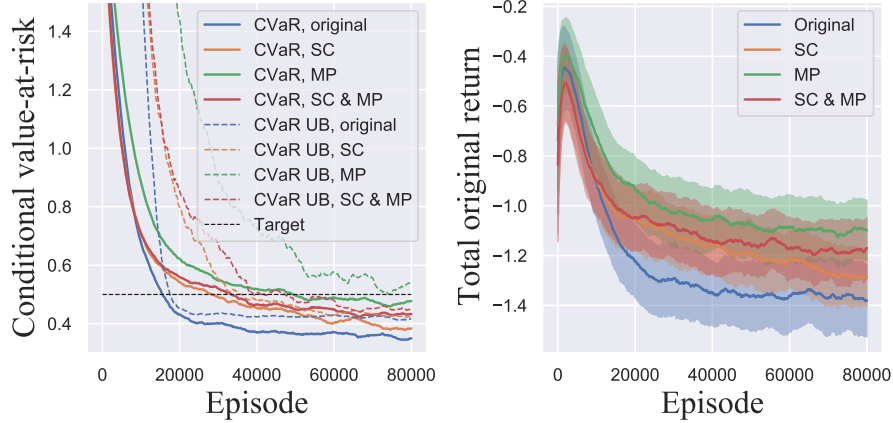 1.4
1.2
1.0
0.8
0.6
0.4
Conditional value-at-risk
CVaR, original
CVaR, SC
CVaR, MP
CVaR, SC & MP
CVaR UB, original
CVaR UB, SC
CVaR UB, MP
CVaR UB, SC & MP
Target
0 20000 40000 60000 80000
Episode
−0.2
−0.4
−0.6
−0.8
−1.0
−1.2
−1.4
Total original return
Original
SC
MP
SC & MP
0 20000 40000 60000 80000
Episode